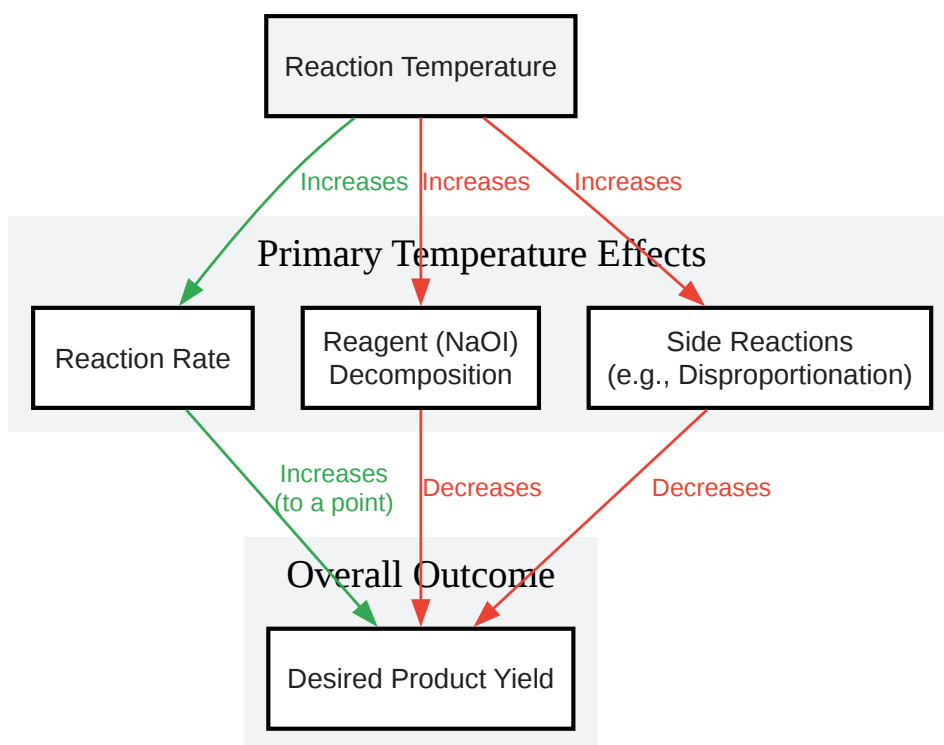 Reaction Temperature
Increases
Increases
Increases
Primary Temperature Effects
Reaction Rate
Reagent (NaOI)
Decomposition
Side Reactions
(e.g., Disproportionation)
Increases
(to a point)
Decreases
Decreases
Overall Outcome
Desired Product Yield